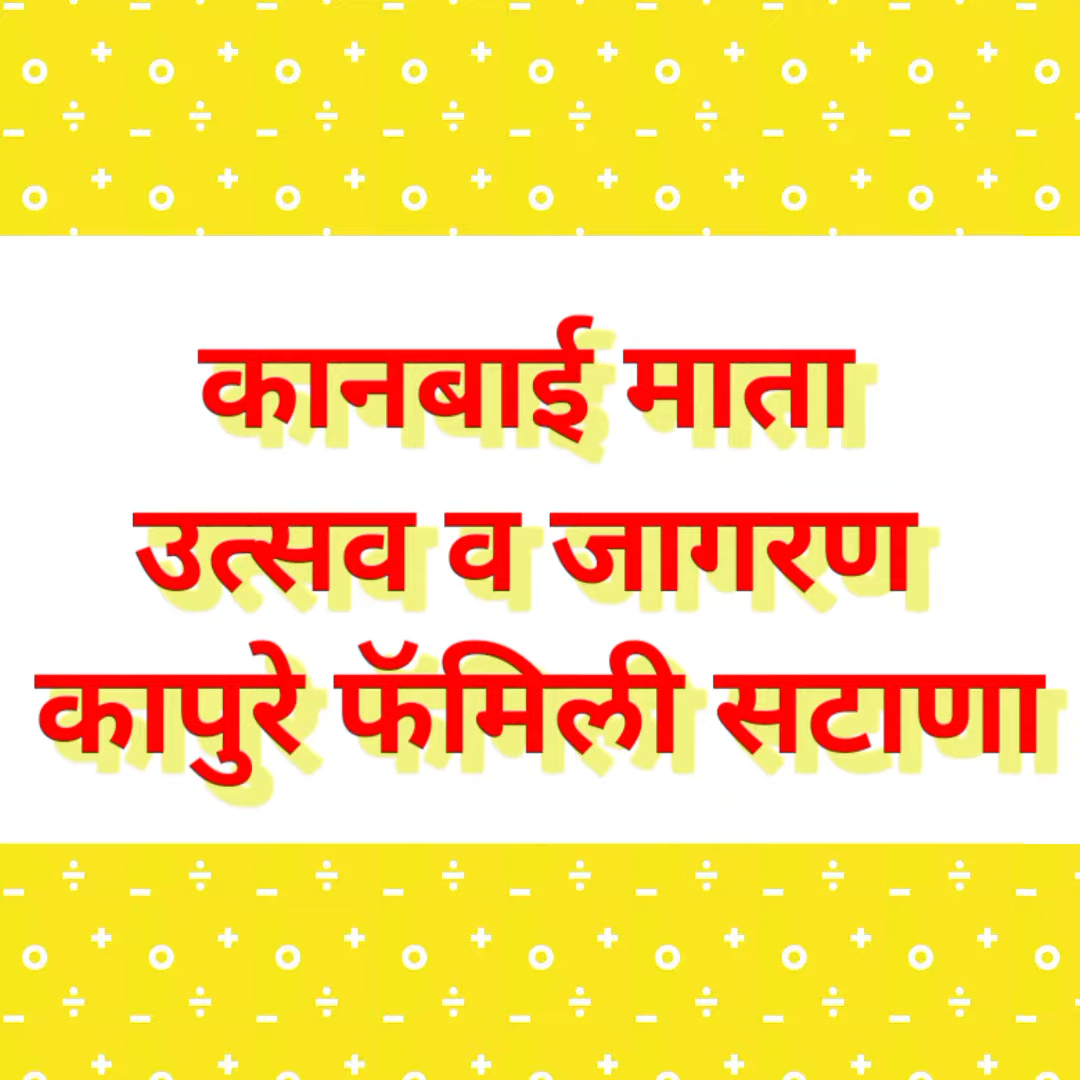 कानबाई माता
उत्सव व जागरण
कापुरे फॅमिली सटाणा